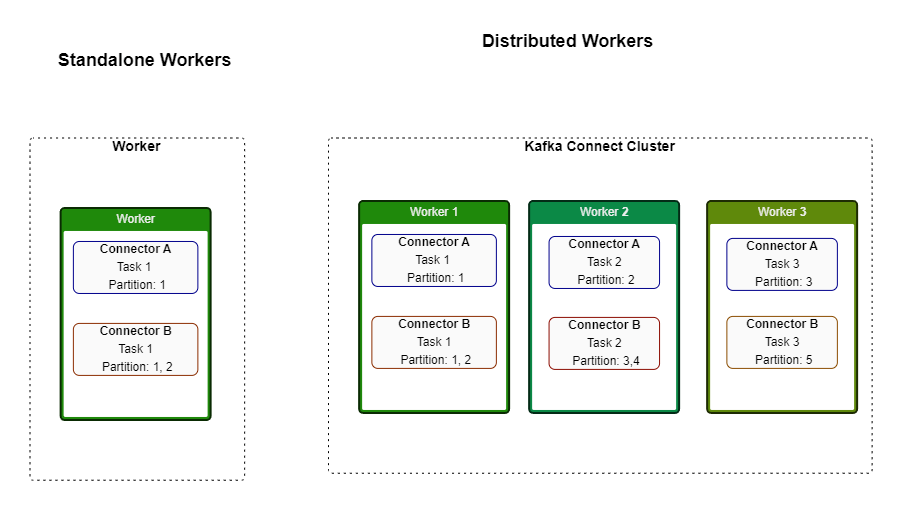 Standalone Workers
Distributed Workers
Worker
Worker
Connector A
Task 1
Partition: 1
Connector B
Task 1
Partition: 1, 2
Kafka Connect Cluster
Worker 1
Connector A
Task 1
Partition: 1
Connector B
Task 1
Partition: 1, 2
Worker 2
Connector A
Task 2
Partition: 2
Connector B
Task 2
Partition: 3,4
Worker 3
Connector A
Task 3
Partition: 3
Connector B
Task 3
Partition: 5